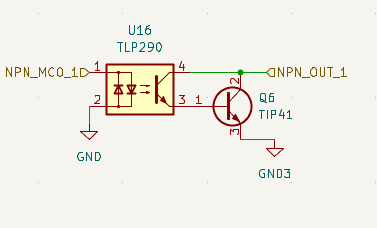 U16
TLP290
NPN_MCO_1
1
4
NPN_OUT_1
2
3
1
2
Q6
TIP41
3
GND
GND3